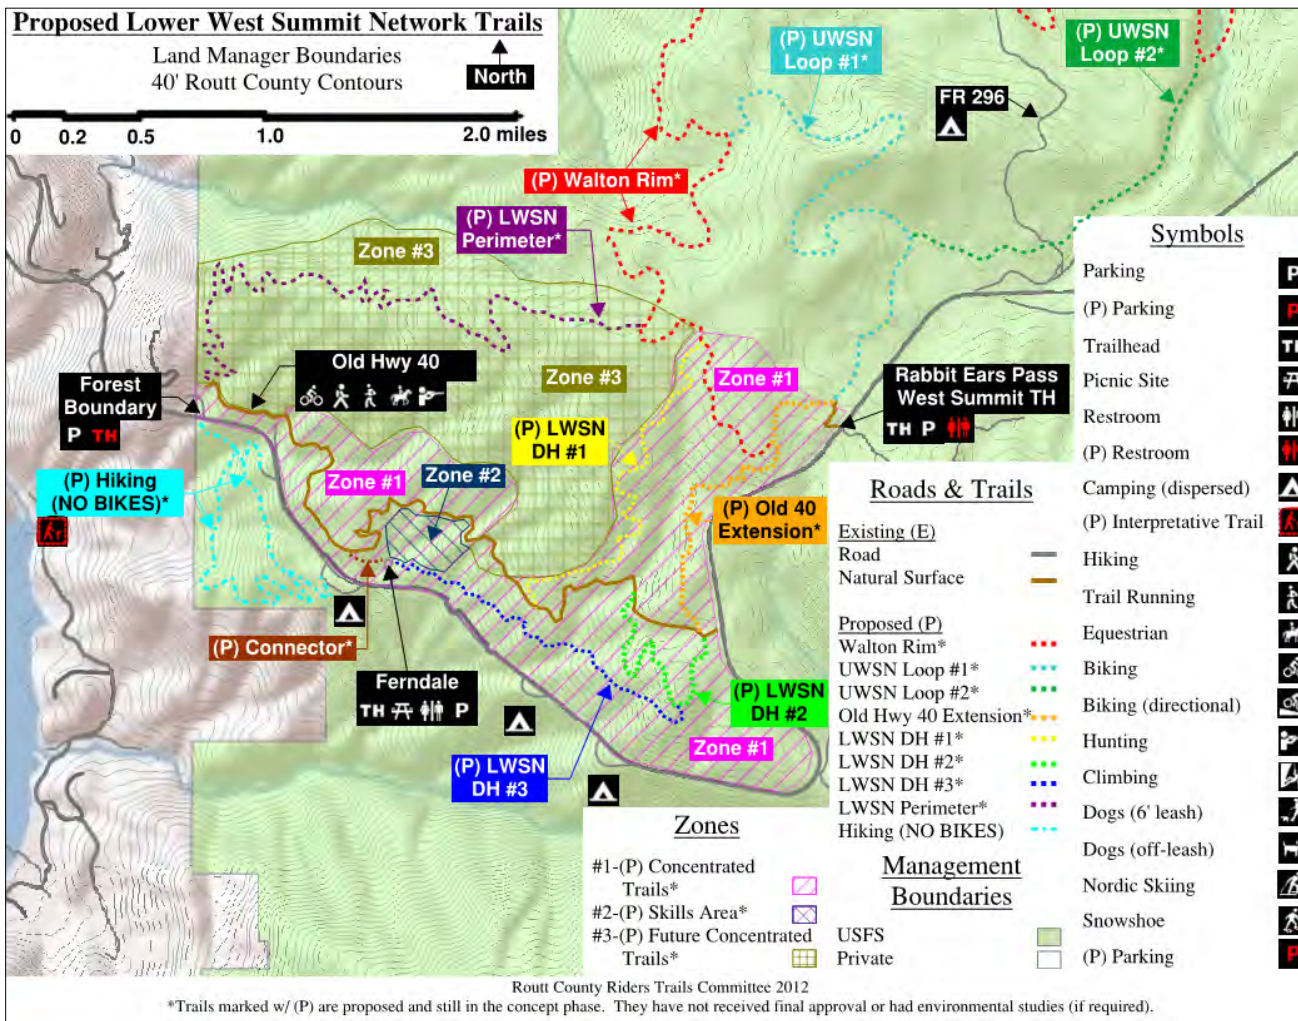 Proposed Lower West Summit Network Trails
Land Manager Boundaries
40' Routt County Contours
North
0 0.2 0.5 1.0 2.0 miles
(P) UWSN
Loop #1*
(P) UWSN
Loop #2*
FR 296
(P) Walton Rim*
(P) LWSN
Perimeter*
Zone #3
Old Hwy 40
Zone #3
Zone #1
Forest
Boundary
P TH
Rabbit Ears Pass
West Summit TH
TH P
(P) LWSN
DH #1
(P) Hiking
(NO BIKES)*
Zone #1
Zone #2
(P) Old 40
Extension*
(P) Connector*
Ferndale
TH P
(P) LWSN
DH #2
Zone #1
(P) LWSN
DH #3
Symbols
Parking P
(P) Parking P
Trailhead TH
Picnic Site
Restroom
(P) Restroom
Camping (dispersed)
(P) Interpretative Trail
Hiking
Trail Running
Equestrian
Biking
Biking (directional)
Hunting
Climbing
Dogs (6' leash)
Dogs (off-leash)
Nordic Skiing
Snowshoe
(P) Parking P
Roads & Trails
Existing (E)
Road
Natural Surface
Proposed (P)
Walton Rim*
UWSN Loop #1*
UWSN Loop #2*
Old Hwy 40 Extension*
LWSN DH #1*
LWSN DH #2*
LWSN DH #3*
LWSN Perimeter*
Hiking (NO BIKES)
Zones
#1-(P) Concentrated
Trails*
#2-(P) Skills Area*
#3-(P) Future Concentrated
Trails*
Management
Boundaries
USFS
Private
Routt County Riders Trails Committee 2012
*Trails marked w/ (P) are proposed and still in the concept phase. They have not received final approval or had environmental studies (if required).